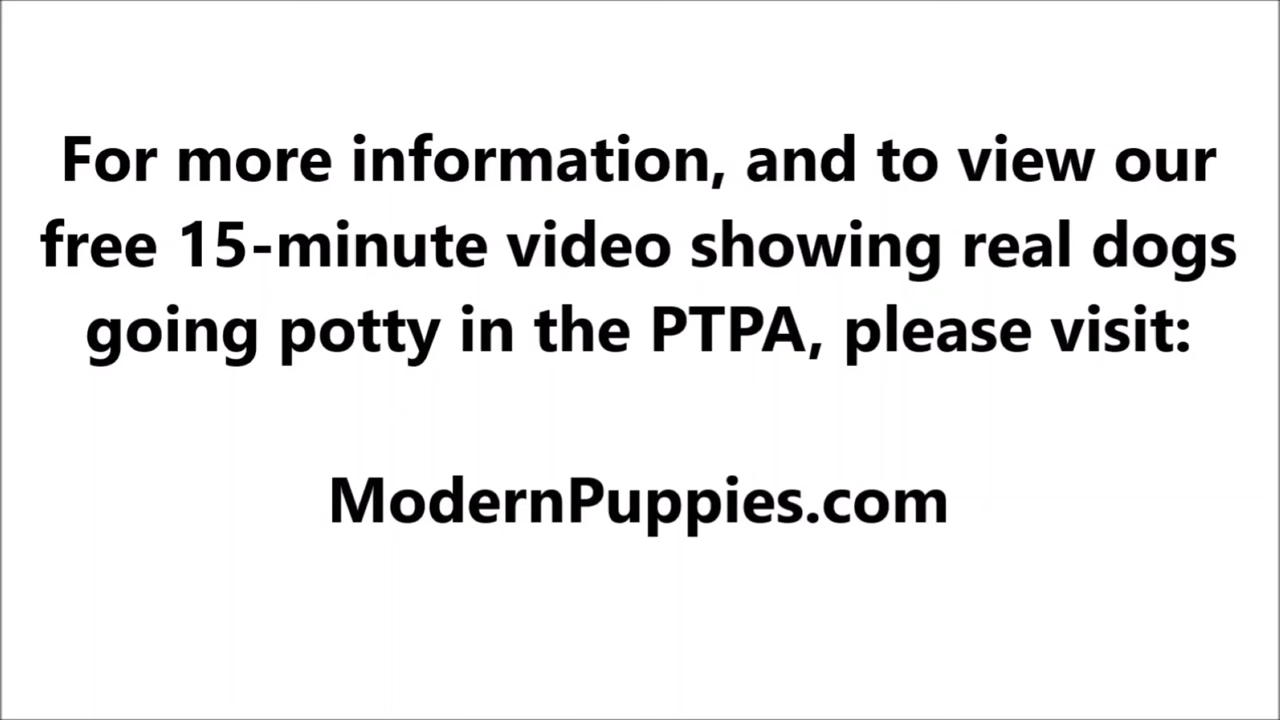 For more information, and to view our
free 15-minute video showing real dogs
going potty in the PTPA, please visit:
ModernPuppies.com